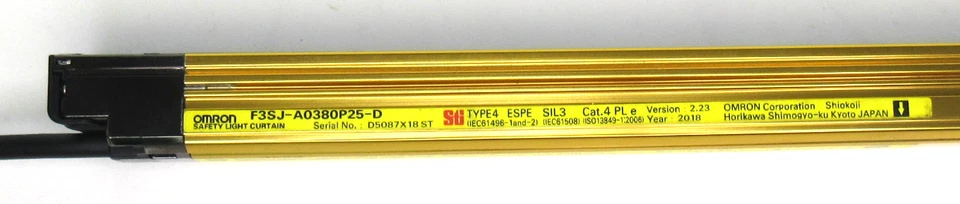 OMRON F3SJ-A0380P25-D STI TYPE4 ESPE SIL3 Cat.4 PL e Version 2.23 OMRON Corporation Shiokoji
SAFETY LIGHT CURTAIN Serial No.: D5087X18 ST (IEC61496-1and-2) (IEC61508) (ISO13849-1:2006) Year: 2018 Horikawa Shimogyo-ku Kyoto JAPAN